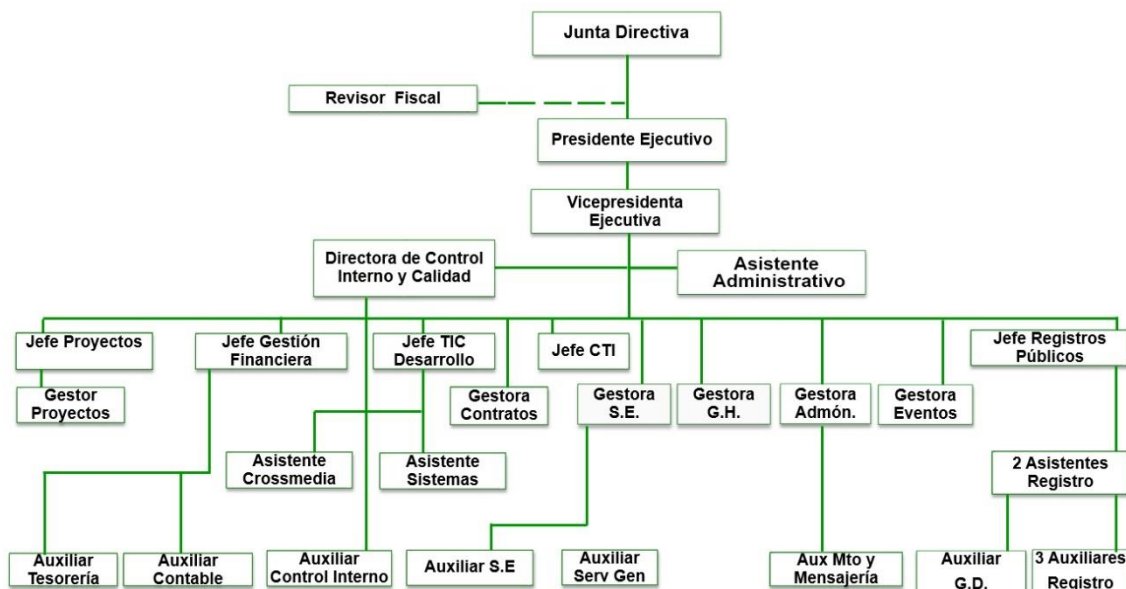 Junta Directiva
Revisor Fiscal
Presidente Ejecutivo
Vicepresidenta
Ejecutiva
Directora de Control
Interno y Calidad
Asistente
Administrativo
Jefe Proyectos
Jefe Gestión
Financiera
Jefe TIC
Desarrollo
Jefe CTI
Jefe Registros
Públicos
Gestor
Proyectos
Gestora
Contratos
Gestora
S.E.
Gestora
G.H.
Gestora
Admón.
Gestora
Eventos
Asistente
Crossmedia
Asistente
Sistemas
2 Asistentes
Registro
Auxiliar
Tesorería
Auxiliar
Contable
Auxiliar
Control Interno
Auxiliar S.E
Auxiliar
Serv Gen
Aux Mto y
Mensajería
Auxiliar
G.D.
3 Auxiliares
Registro